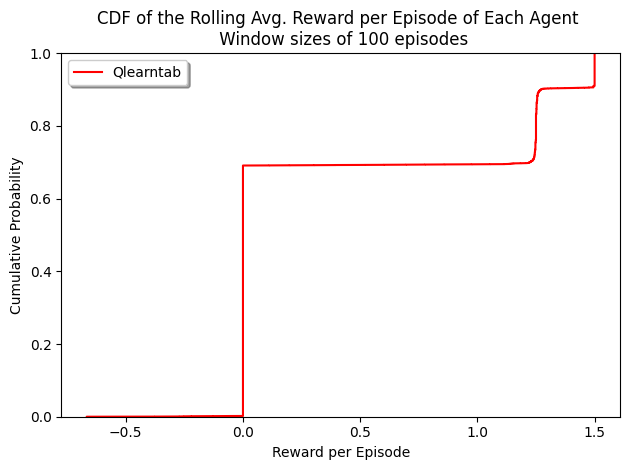 CDF of the Rolling Avg. Reward per Episode of Each Agent
Window sizes of 100 episodes
Qlearntab
1.0
0.8
0.6
0.4
0.2
0.0
Cumulative Probability
−0.5
0.0
0.5
1.0
1.5
Reward per Episode